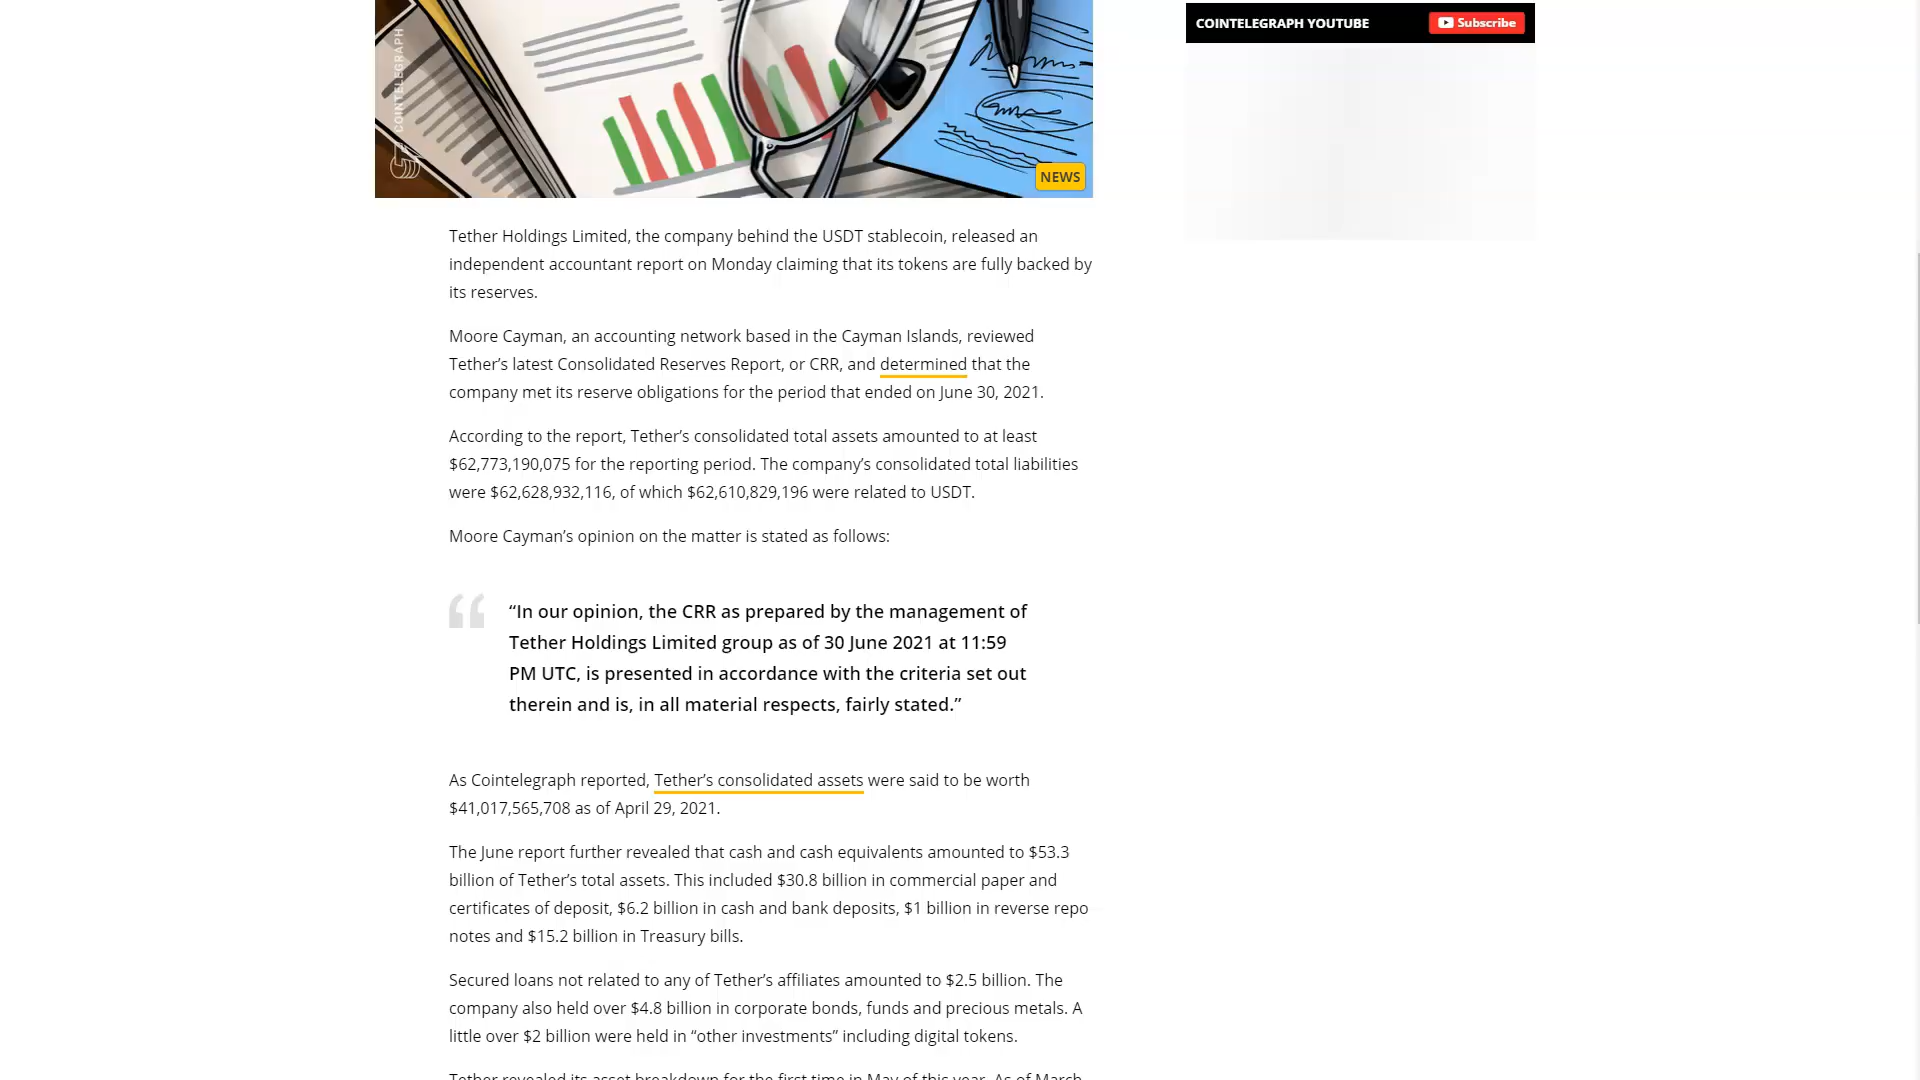 COINTELEGRAPH YOUTUBE
Subscribe
COINTELEGRAPH
NEWS
Tether Holdings Limited, the company behind the USDT stablecoin, released an
independent accountant report on Monday claiming that its tokens are fully backed by
its reserves.
Moore Cayman, an accounting network based in the Cayman Islands, reviewed
Tether’s latest Consolidated Reserves Report, or CRR, and determined that the
company met its reserve obligations for the period that ended on June 30, 2021.
According to the report, Tether’s consolidated total assets amounted to at least
$62,773,190,075 for the reporting period. The company’s consolidated total liabilities
were $62,628,932,116, of which $62,610,829,196 were related to USDT.
Moore Cayman’s opinion on the matter is stated as follows:
“In our opinion, the CRR as prepared by the management of
Tether Holdings Limited group as of 30 June 2021 at 11:59
PM UTC, is presented in accordance with the criteria set out
therein and is, in all material respects, fairly stated.”
As Cointelegraph reported, Tether’s consolidated assets were said to be worth
$41,017,565,708 as of April 29, 2021.
The June report further revealed that cash and cash equivalents amounted to $53.3
billion of Tether’s total assets. This included $30.8 billion in commercial paper and
certificates of deposit, $6.2 billion in cash and bank deposits, $1 billion in reverse repo
notes and $15.2 billion in Treasury bills.
Secured loans not related to any of Tether’s affiliates amounted to $2.5 billion. The
company also held over $4.8 billion in corporate bonds, funds and precious metals. A
little over $2 billion were held in “other investments” including digital tokens.
Tether revealed its asset breakdown for the first time in May of this year. As of March